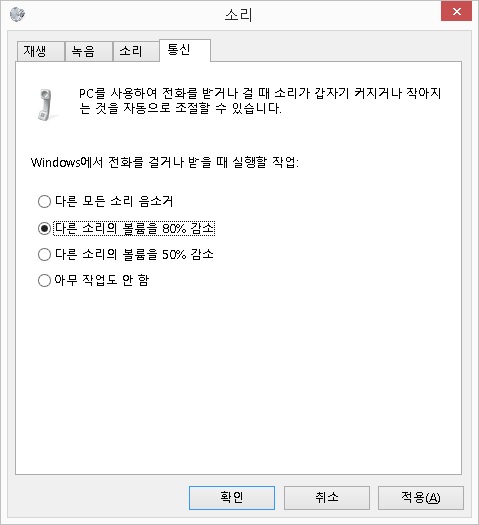 소리
재생 녹음 소리 통신
PC를 사용하여 전화를 받거나 걸 때 소리가 갑자기 커지거나 작아지
는 것을 자동으로 조절할 수 있습니다.
Windows에서 전화를 걸거나 받을 때 실행할 작업:
다른 모든 소리 음소거
다른 소리의 볼륨을 80% 감소
다른 소리의 볼륨을 50% 감소
아무 작업도 안 함
확인 취소 적용(A)